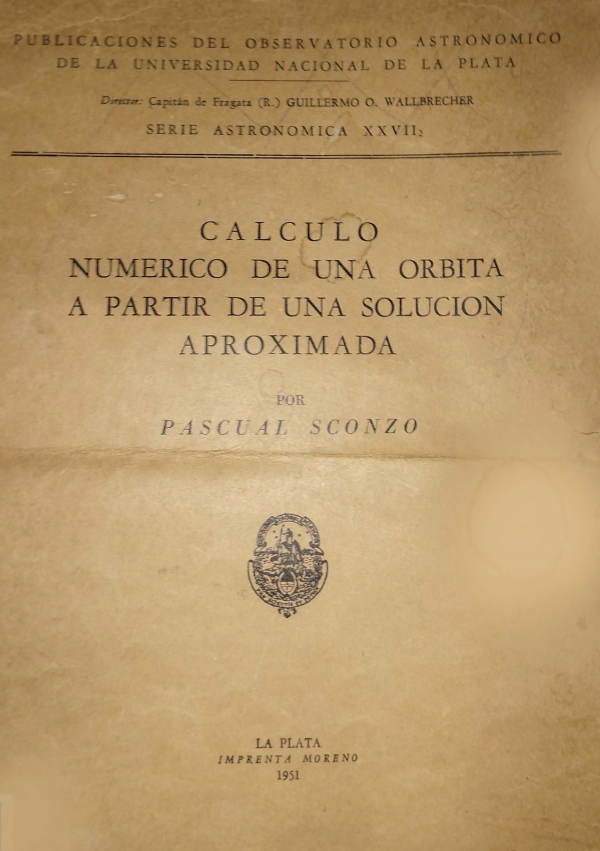 PUBLICACIONES DEL OBSERVATORIO ASTRONOMICO
DE LA UNIVERSIDAD NACIONAL DE LA PLATA
Director: Capitán de Fragata (R.) GUILLERMO O. WALLBRECHER
SERIE ASTRONOMICA XXVII₂
CALCULO
NUMERICO DE UNA ORBITA
A PARTIR DE UNA SOLUCION
APROXIMADA
POR
PASCUAL SCONZO
LA PLATA
IMPRENTA MORENO
1951